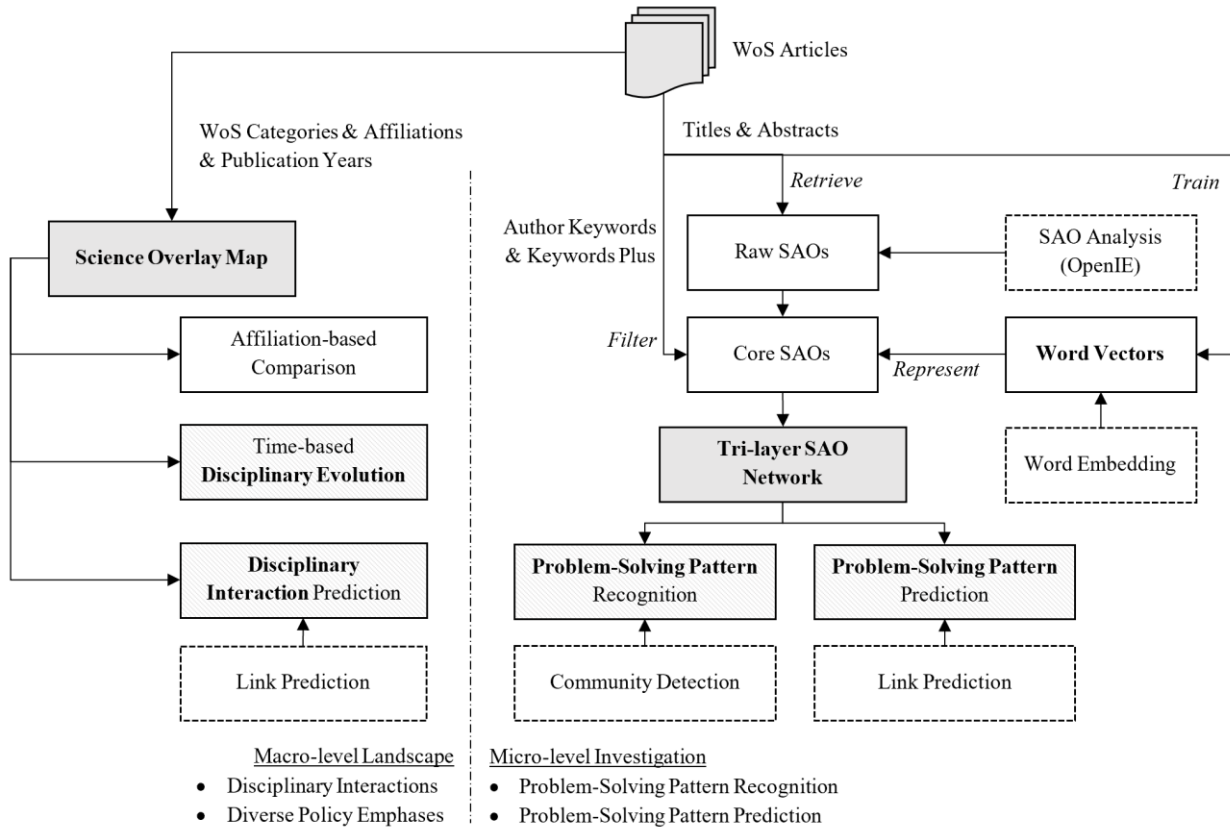 WoS Articles
WoS Categories & Affiliations
& Publication Years
Titles & Abstracts
Retrieve
Train
Science Overlay Map
Author Keywords
& Keywords Plus
Raw SAOs
SAO Analysis
(OpenIE)
Affiliation-based
Comparison
Filter
Core SAOs
Represent
Word Vectors
Time-based
Disciplinary Evolution
Tri-layer SAO
Network
Word Embedding
Disciplinary
Interaction Prediction
Problem-Solving Pattern
Recognition
Problem-Solving Pattern
Prediction
Link Prediction
Community Detection
Link Prediction
Macro-level Landscape
• Disciplinary Interactions
• Diverse Policy Emphases
Micro-level Investigation
• Problem-Solving Pattern Recognition
• Problem-Solving Pattern Prediction